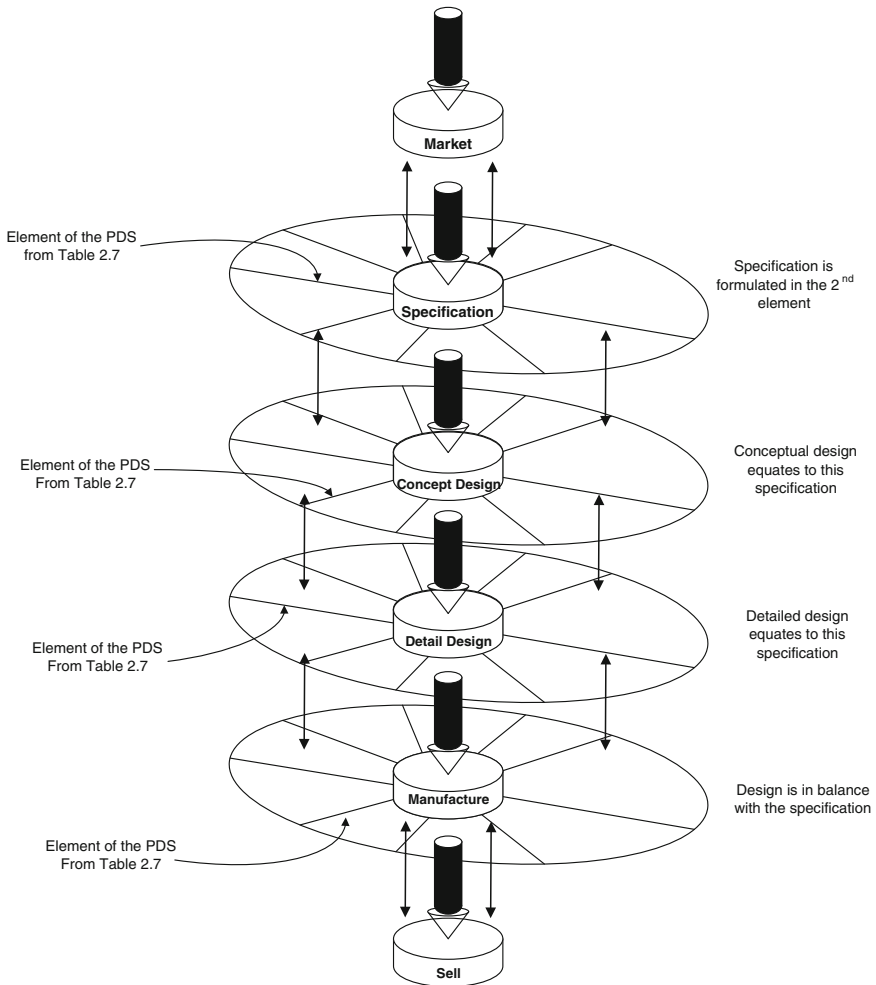 Market
Element of the PDS
from Table 2.7
Specification
Specification is
formulated in the 2nd
element
Element of the PDS
From Table 2.7
Concept Design
Conceptual design
equates to this
specification
Element of the PDS
From Table 2.7
Detail Design
Detailed design
equates to this
specification
Element of the PDS
From Table 2.7
Manufacture
Design is in balance
with the specification
Sell